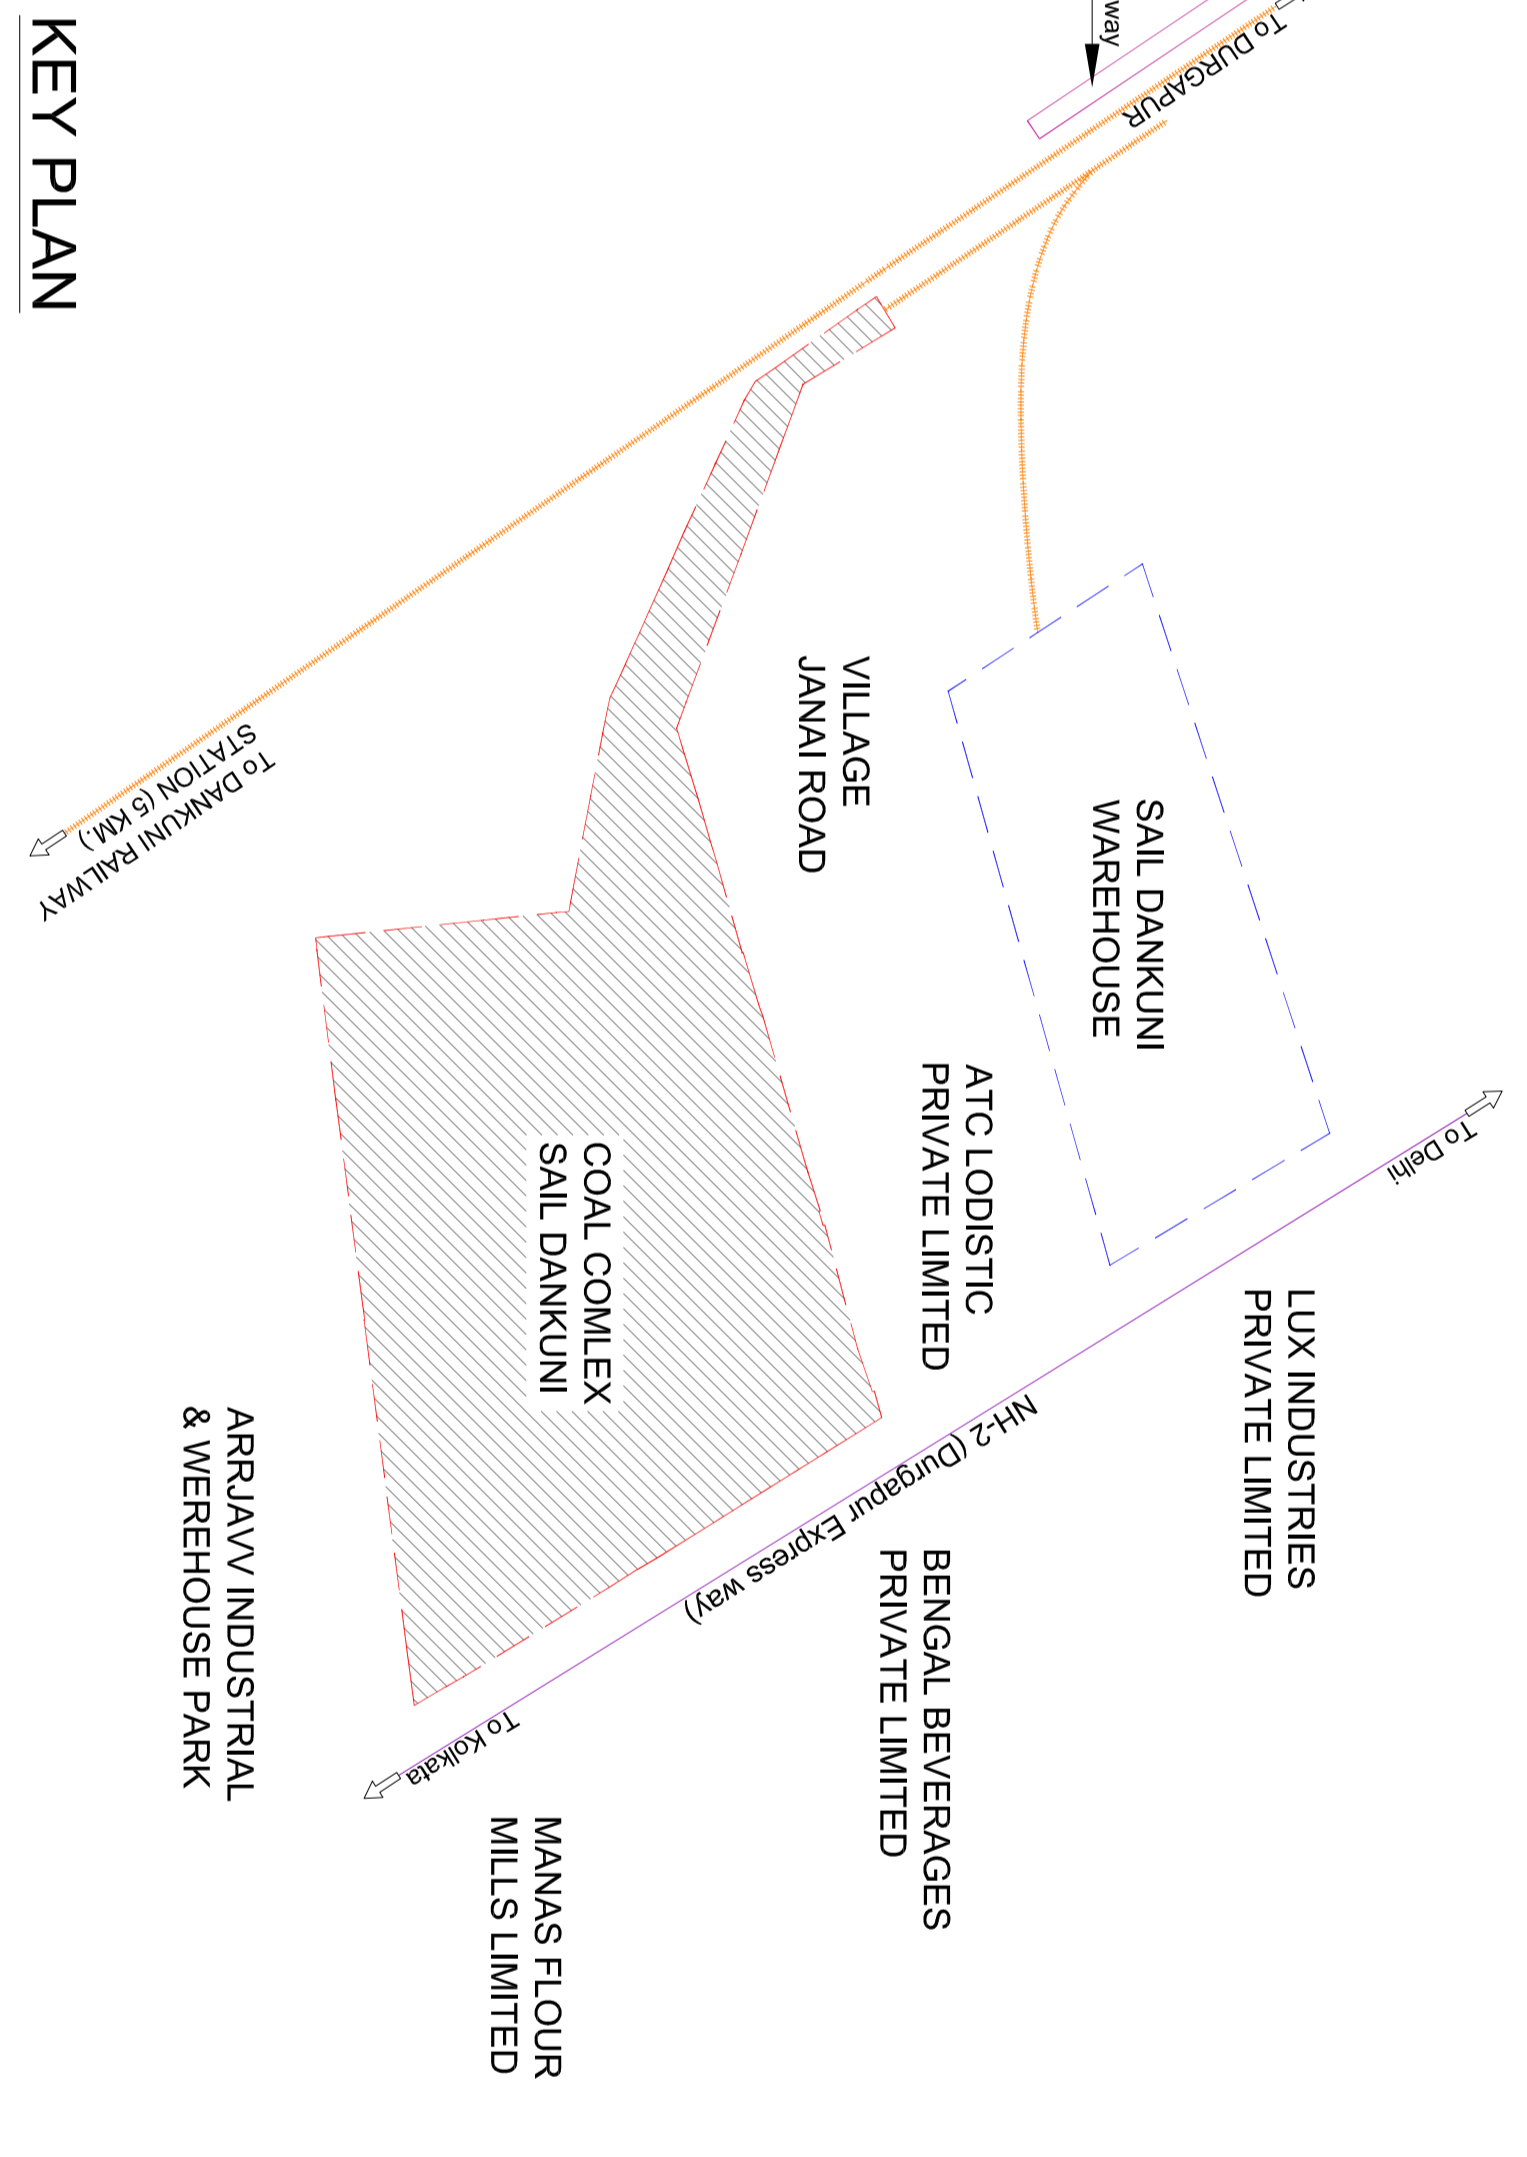 way
To DURGAPUR
To DANKUNI RAILWAY
STATION (5 KM.)
VILLAGE
JANAI ROAD
SAIL DANKUNI
WAREHOUSE
To Delhi
ATC LODISTIC
PRIVATE LIMITED
LUX INDUSTRIES
PRIVATE LIMITED
COAL COMLEX
SAIL DANKUNI
NH-2 (Durgapur Express way)
BENGAL BEVERAGES
PRIVATE LIMITED
To Kolkata
ARRJAVV INDUSTRIAL
& WEREHOUSE PARK
MANAS FLOUR
MILLS LIMITED
KEY PLAN